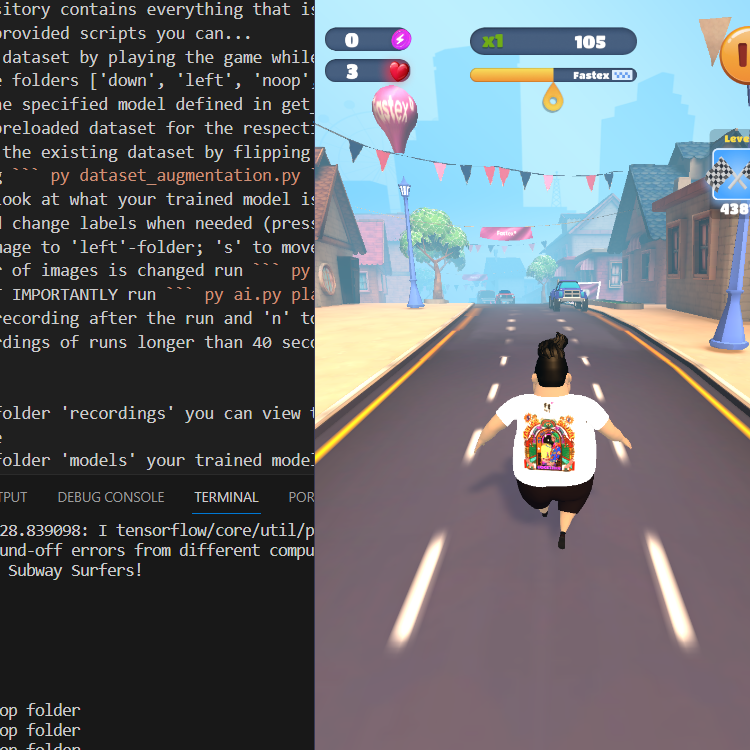 sitory contains everything that is
provided scripts you can...
dataset by playing the game while
e folders ['down', 'left', 'noop',
he specified model defined in get_
preloaded dataset for the respecti
the existing dataset by flipping
g ``` py dataset_augmentation.py `
look at what your trained model is
d change labels when needed (press
mage to 'left'-folder; 's' to move
r of images is changed run ``` py
T IMPORTANTLY run ``` py ai.py pla
recording after the run and 'n' to
rdings of runs longer than 40 seco
folder 'recordings' you can view t
e
folder 'models' your trained model
TPUT DEBUG CONSOLE TERMINAL POR
28.839098: I tensorflow/core/util/p
und-off errors from different compu
Subway Surfers!
op folder
op folder
op folder
0
3
x1 105
Fastex
astex
Leve
438
Fastex